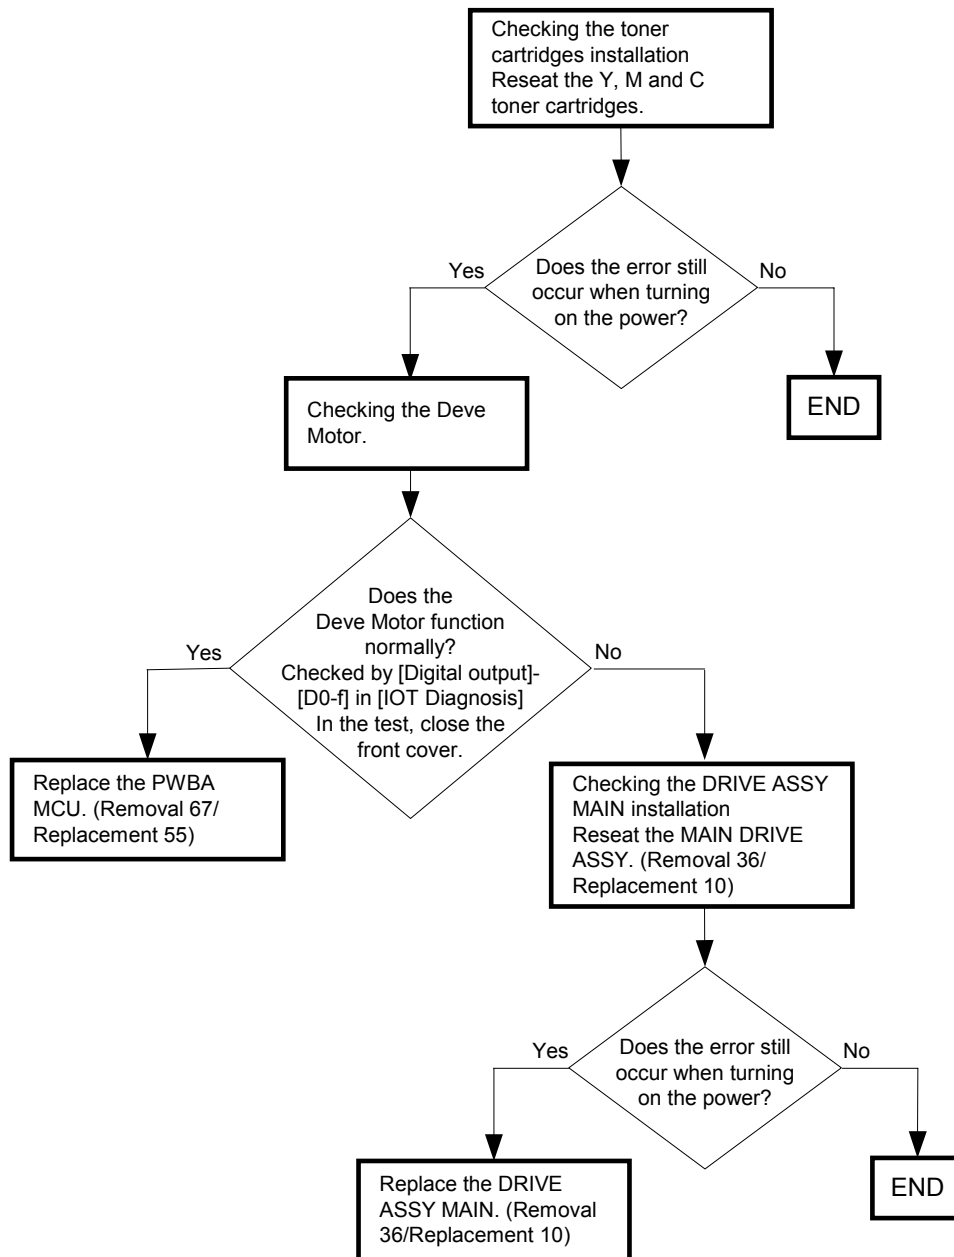 Checking the toner
cartridges installation
Reseat the Y, M and C
toner cartridges.
Does the error still
occur when turning
on the power?
Yes
No
END
Checking the Deve
Motor.
Does the
Deve Motor function
normally?
Checked by [Digital output]-
[D0-f] in [IOT Diagnosis]
In the test, close the
front cover.
Yes
No
Replace the PWBA
MCU. (Removal 67/
Replacement 55)
Checking the DRIVE ASSY
MAIN installation
Reseat the MAIN DRIVE
ASSY. (Removal 36/
Replacement 10)
Does the error still
occur when turning
on the power?
Yes
No
Replace the DRIVE
ASSY MAIN. (Removal
36/Replacement 10)
END